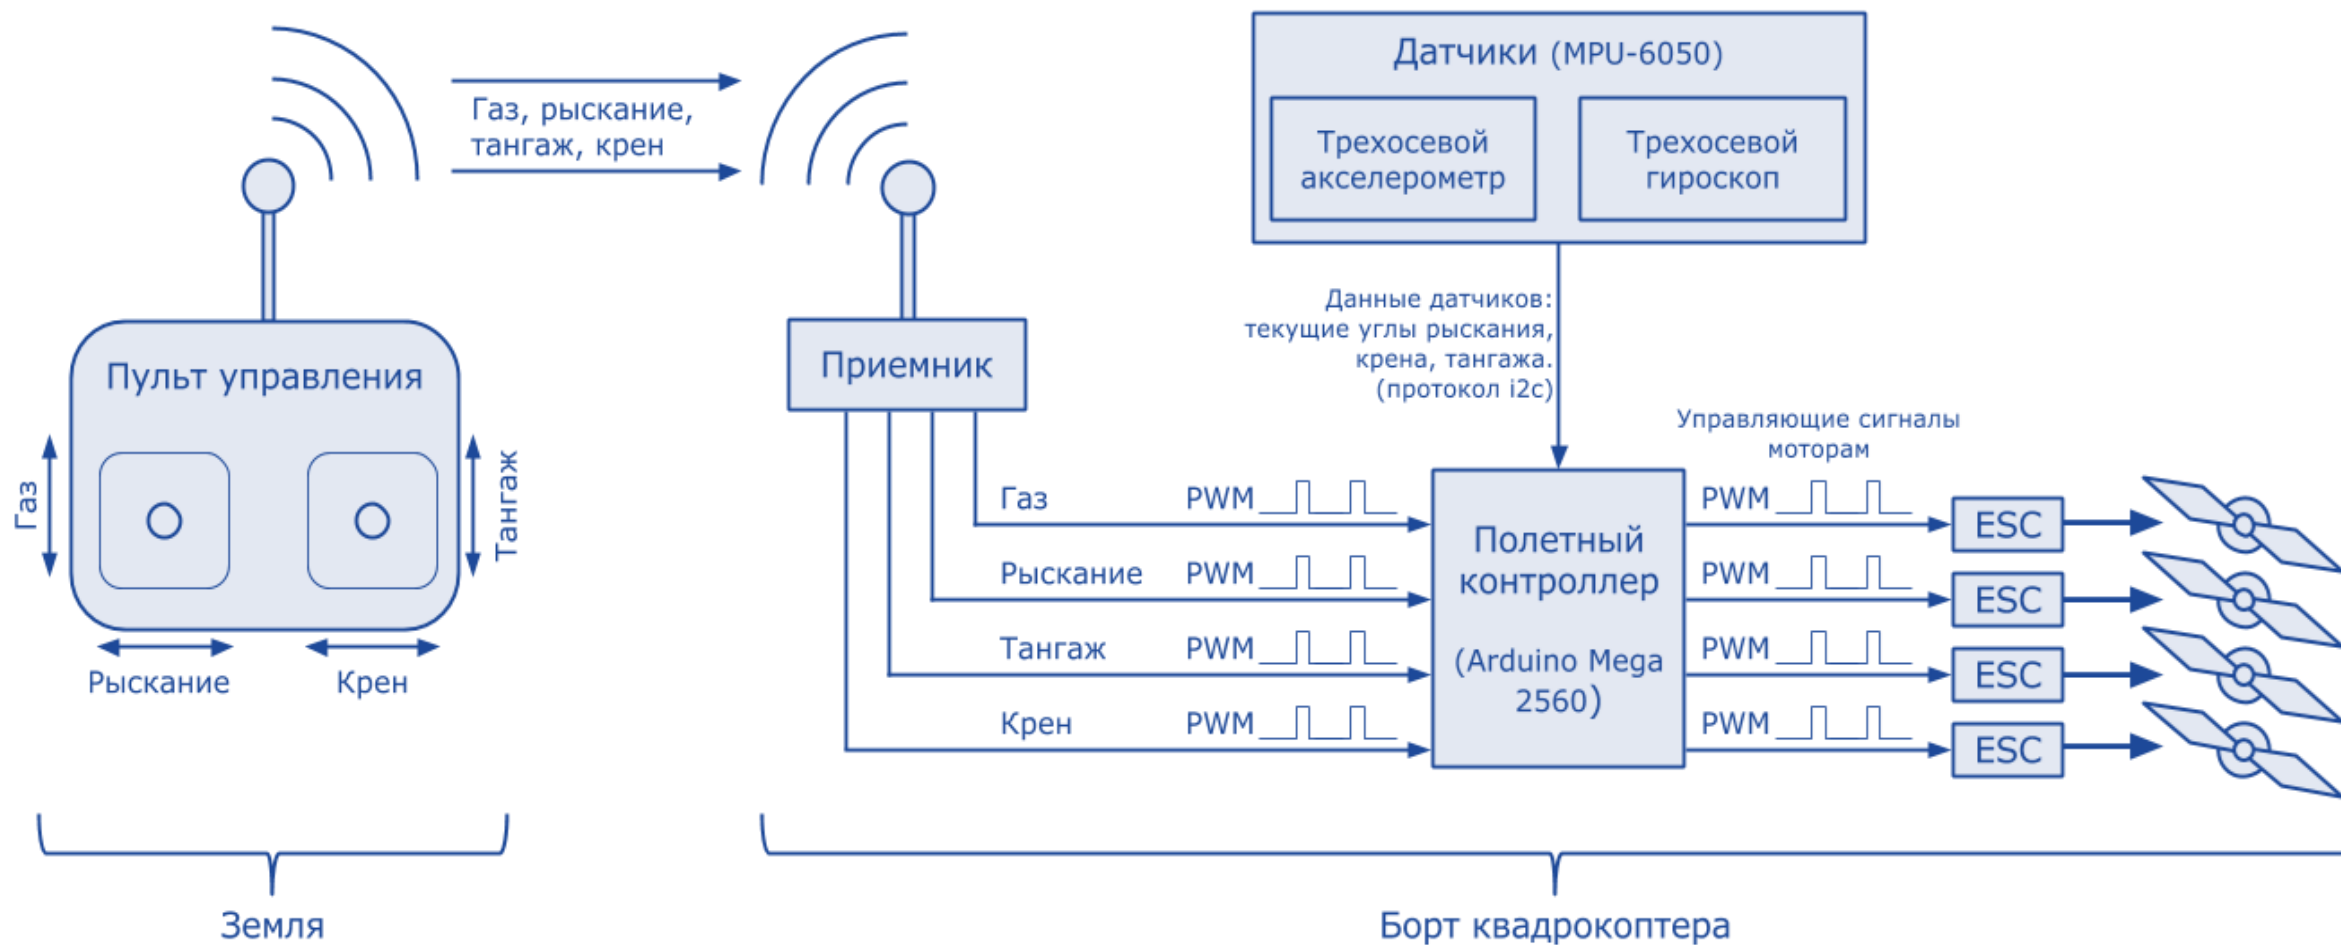 Газ, рыскание,
тангаж, крен
Датчики (MPU-6050)
Трехосевой
акселерометр
Трехосевой
гироскоп
Данные датчиков:
текущие углы рыскания,
крена, тангажа.
(протокол i2c)
Пульт управления
Газ
Тангаж
Рыскание
Крен
Приемник
Управляющие сигналы
моторам
Газ PWM
Рыскание PWM
Тангаж PWM
Крен PWM
Полетный
контроллер
(Arduino Mega
2560)
PWM ESC
PWM ESC
PWM ESC
PWM ESC
Земля
Борт квадрокоптера